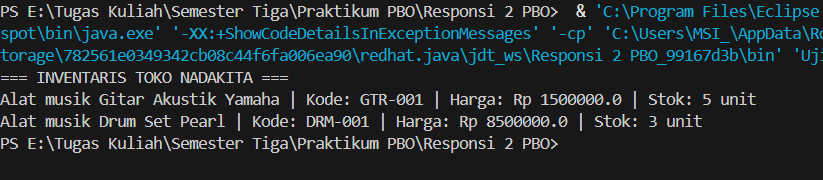 PS E:\Tugas Kuliah\Semester Tiga\Praktikum PBO\Responsi 2 PBO>  & 'C:\Program Files\Eclipse
spot\bin\java.exe' '-XX:+ShowCodeDetailsInExceptionMessages' '-cp' 'C:\Users\MSI_\AppData\Ro
torage\782561e0349342cb08c44f6fa006ea90\redhat.java\jdt_ws\Responsi 2 PBO_99167d3b\bin' 'Uji
=== INVENTARIS TOKO NADAKITA ===
Alat musik Gitar Akustik Yamaha | Kode: GTR-001 | Harga: Rp 1500000.0 | Stok: 5 unit
Alat musik Drum Set Pearl | Kode: DRM-001 | Harga: Rp 8500000.0 | Stok: 3 unit
PS E:\Tugas Kuliah\Semester Tiga\Praktikum PBO\Responsi 2 PBO>